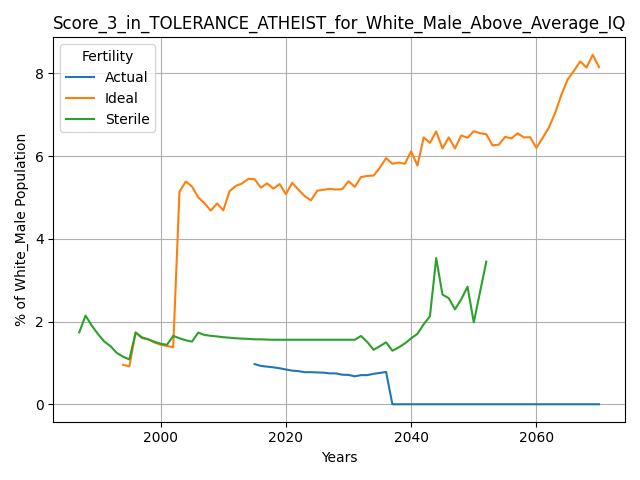 Score_3_in_TOLERANCE_ATHEIST_for_White_Male_Above_Average_IQ
Fertility
Actual
Ideal
Sterile
% of White_Male Population
8
6
4
2
0
2000 2020 2040 2060
Years